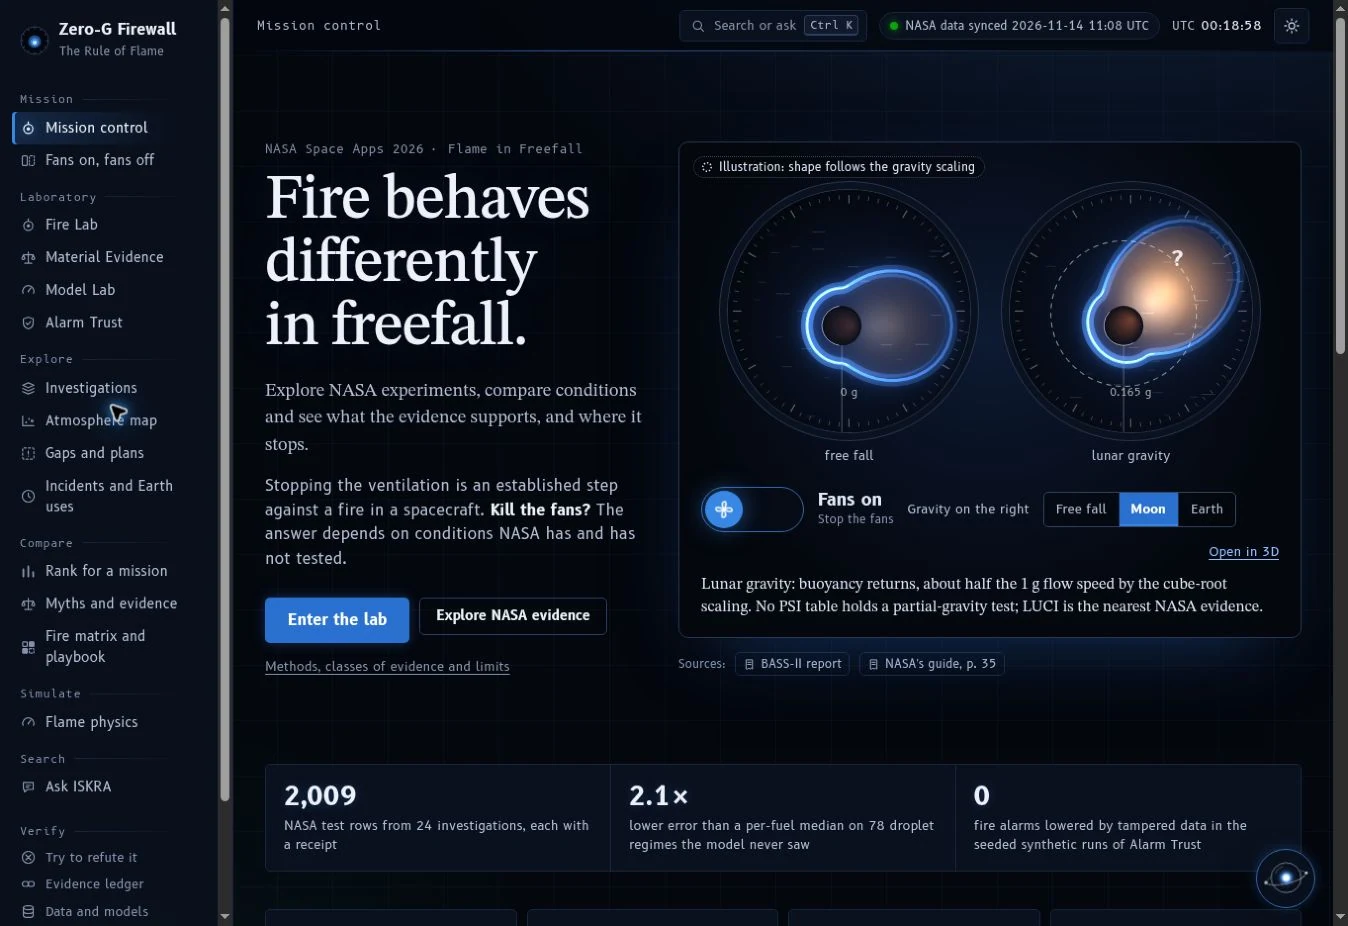 Zero-G Firewall
The Rule of Flame
Mission
Mission control
Fans on, fans off
Laboratory
Fire Lab
Material Evidence
Model Lab
Alarm Trust
Explore
Investigations
Atmosphere map
Gaps and plans
Incidents and Earth
uses
Compare
Rank for a mission
Myths and evidence
Fire matrix and
playbook
Simulate
Flame physics
Search
Ask ISKRA
Verify
Try to refute it
Evidence ledger
Data and models
Mission control
Search or ask Ctrl K
NASA data synced 2026-11-14 11:08 UTC
UTC 00:18:58
NASA Space Apps 2026 · Flame in Freefall
Fire behaves
differently
in freefall.
Explore NASA experiments, compare conditions
and see what the evidence supports, and where it
stops.
Stopping the ventilation is an established step
against a fire in a spacecraft. Kill the fans? The
answer depends on conditions NASA has and has
not tested.
Enter the lab
Explore NASA evidence
Methods, classes of evidence and limits
Illustration: shape follows the gravity scaling
?
0 g
0.165 g
free fall
lunar gravity
Fans on
Stop the fans
Gravity on the right
Free fall
Moon
Earth
Open in 3D
Lunar gravity: buoyancy returns, about half the 1 g flow speed by the cube-root
scaling. No PSI table holds a partial-gravity test; LUCI is the nearest NASA evidence.
Sources:
BASS-II report
NASA's guide, p. 35
2,009
NASA test rows from 24 investigations, each with
a receipt
2.1×
lower error than a per-fuel median on 78 droplet
regimes the model never saw
0
fire alarms lowered by tampered data in the
seeded synthetic runs of Alarm Trust